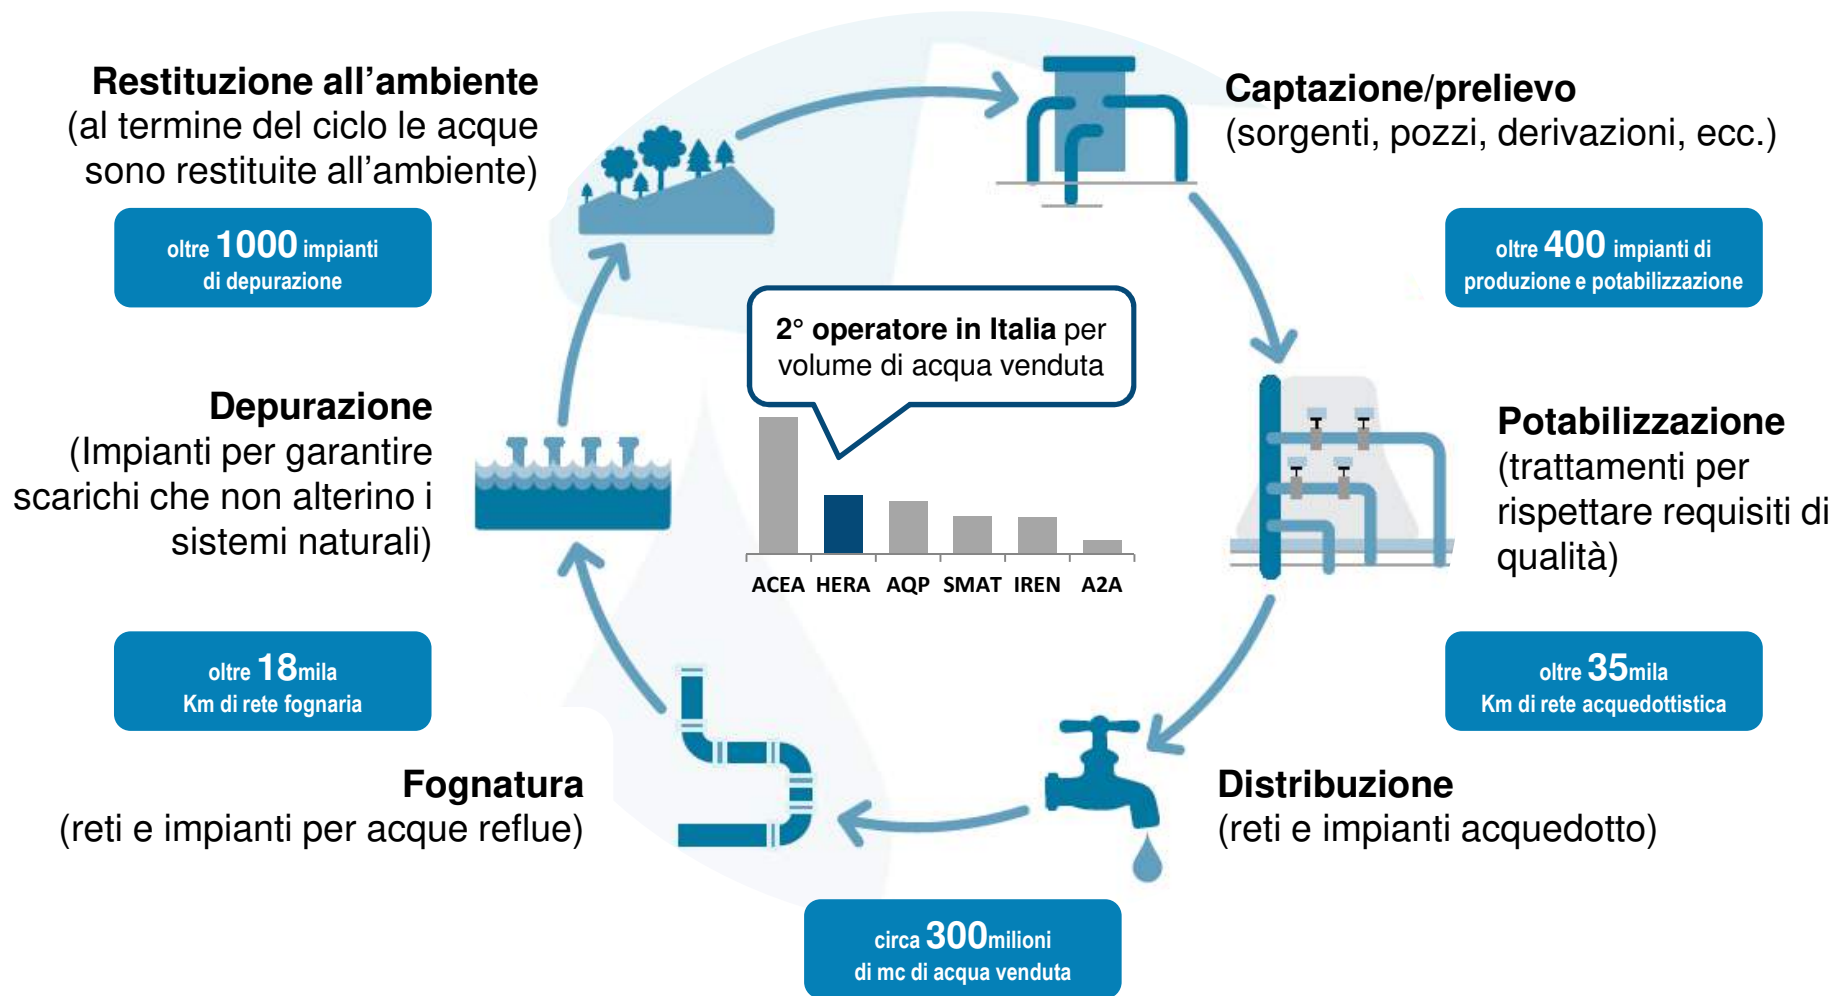 Restituzione all’ambiente
(al termine del ciclo le acque
sono restituite all’ambiente)
oltre 1000 impianti
di depurazione
Captazione/prelievo
(sorgenti, pozzi, derivazioni, ecc.)
oltre 400 impianti di
produzione e potabilizzazione
2° operatore in Italia per
volume di acqua venduta
ACEA HERA AQP SMAT IREN A2A
Depurazione
(Impianti per garantire
scarichi che non alterino i
sistemi naturali)
Potabilizzazione
(trattamenti per
rispettare requisiti di
qualità)
oltre 18mila
Km di rete fognaria
oltre 35mila
Km di rete acquedottistica
Fognatura
(reti e impianti per acque reflue)
Distribuzione
(reti e impianti acquedotto)
circa 300milioni
di mc di acqua venduta